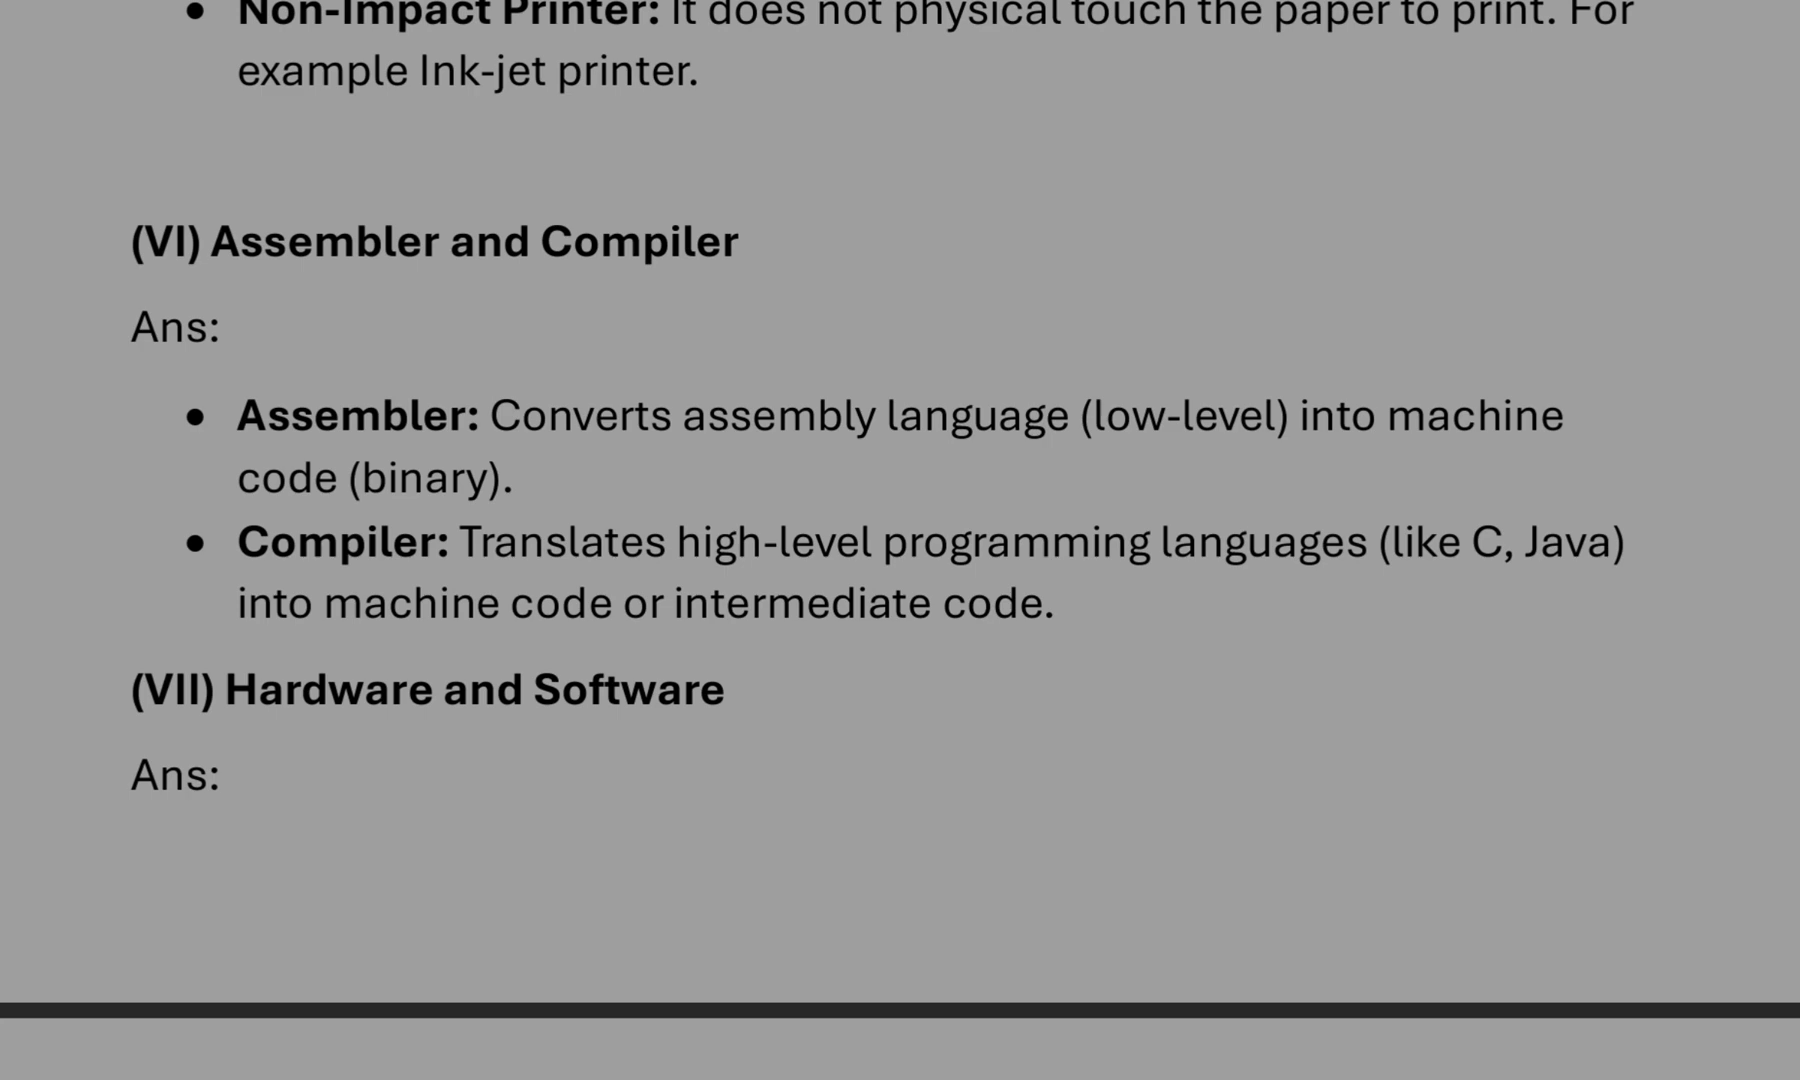 • Non-Impact Printer: It does not physical touch the paper to print. For
example Ink-jet printer.
(VI) Assembler and Compiler
Ans:
• Assembler: Converts assembly language (low-level) into machine
code (binary).
• Compiler: Translates high-level programming languages (like C, Java)
into machine code or intermediate code.
(VII) Hardware and Software
Ans: